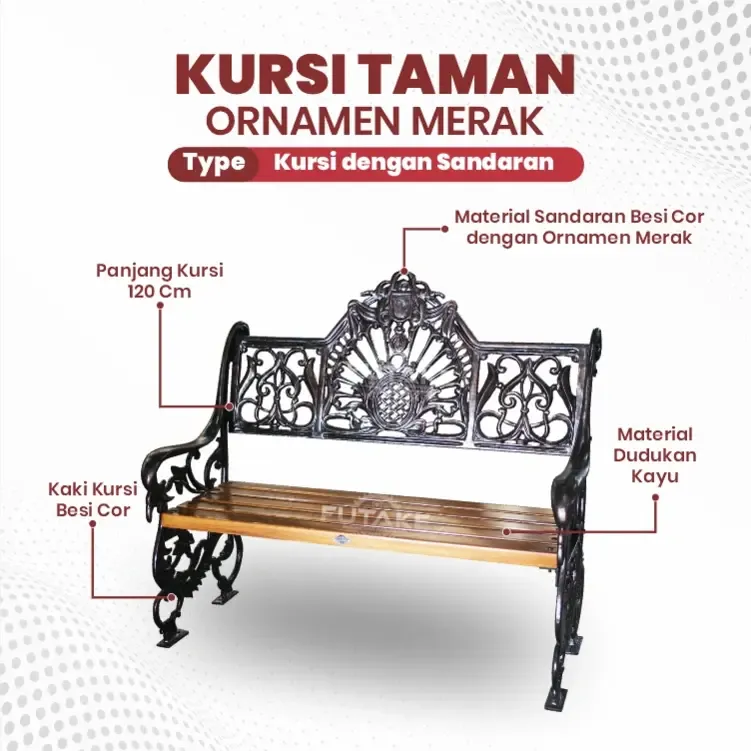 KURSI TAMAN
ORNAMEN MERAK
Type Kursi dengan Sandaran
Material Sandaran Besi Cor
dengan Ornamen Merak
Panjang Kursi
120 Cm
Material
Dudukan
Kayu
Kaki Kursi
Besi Cor
FUTAKE